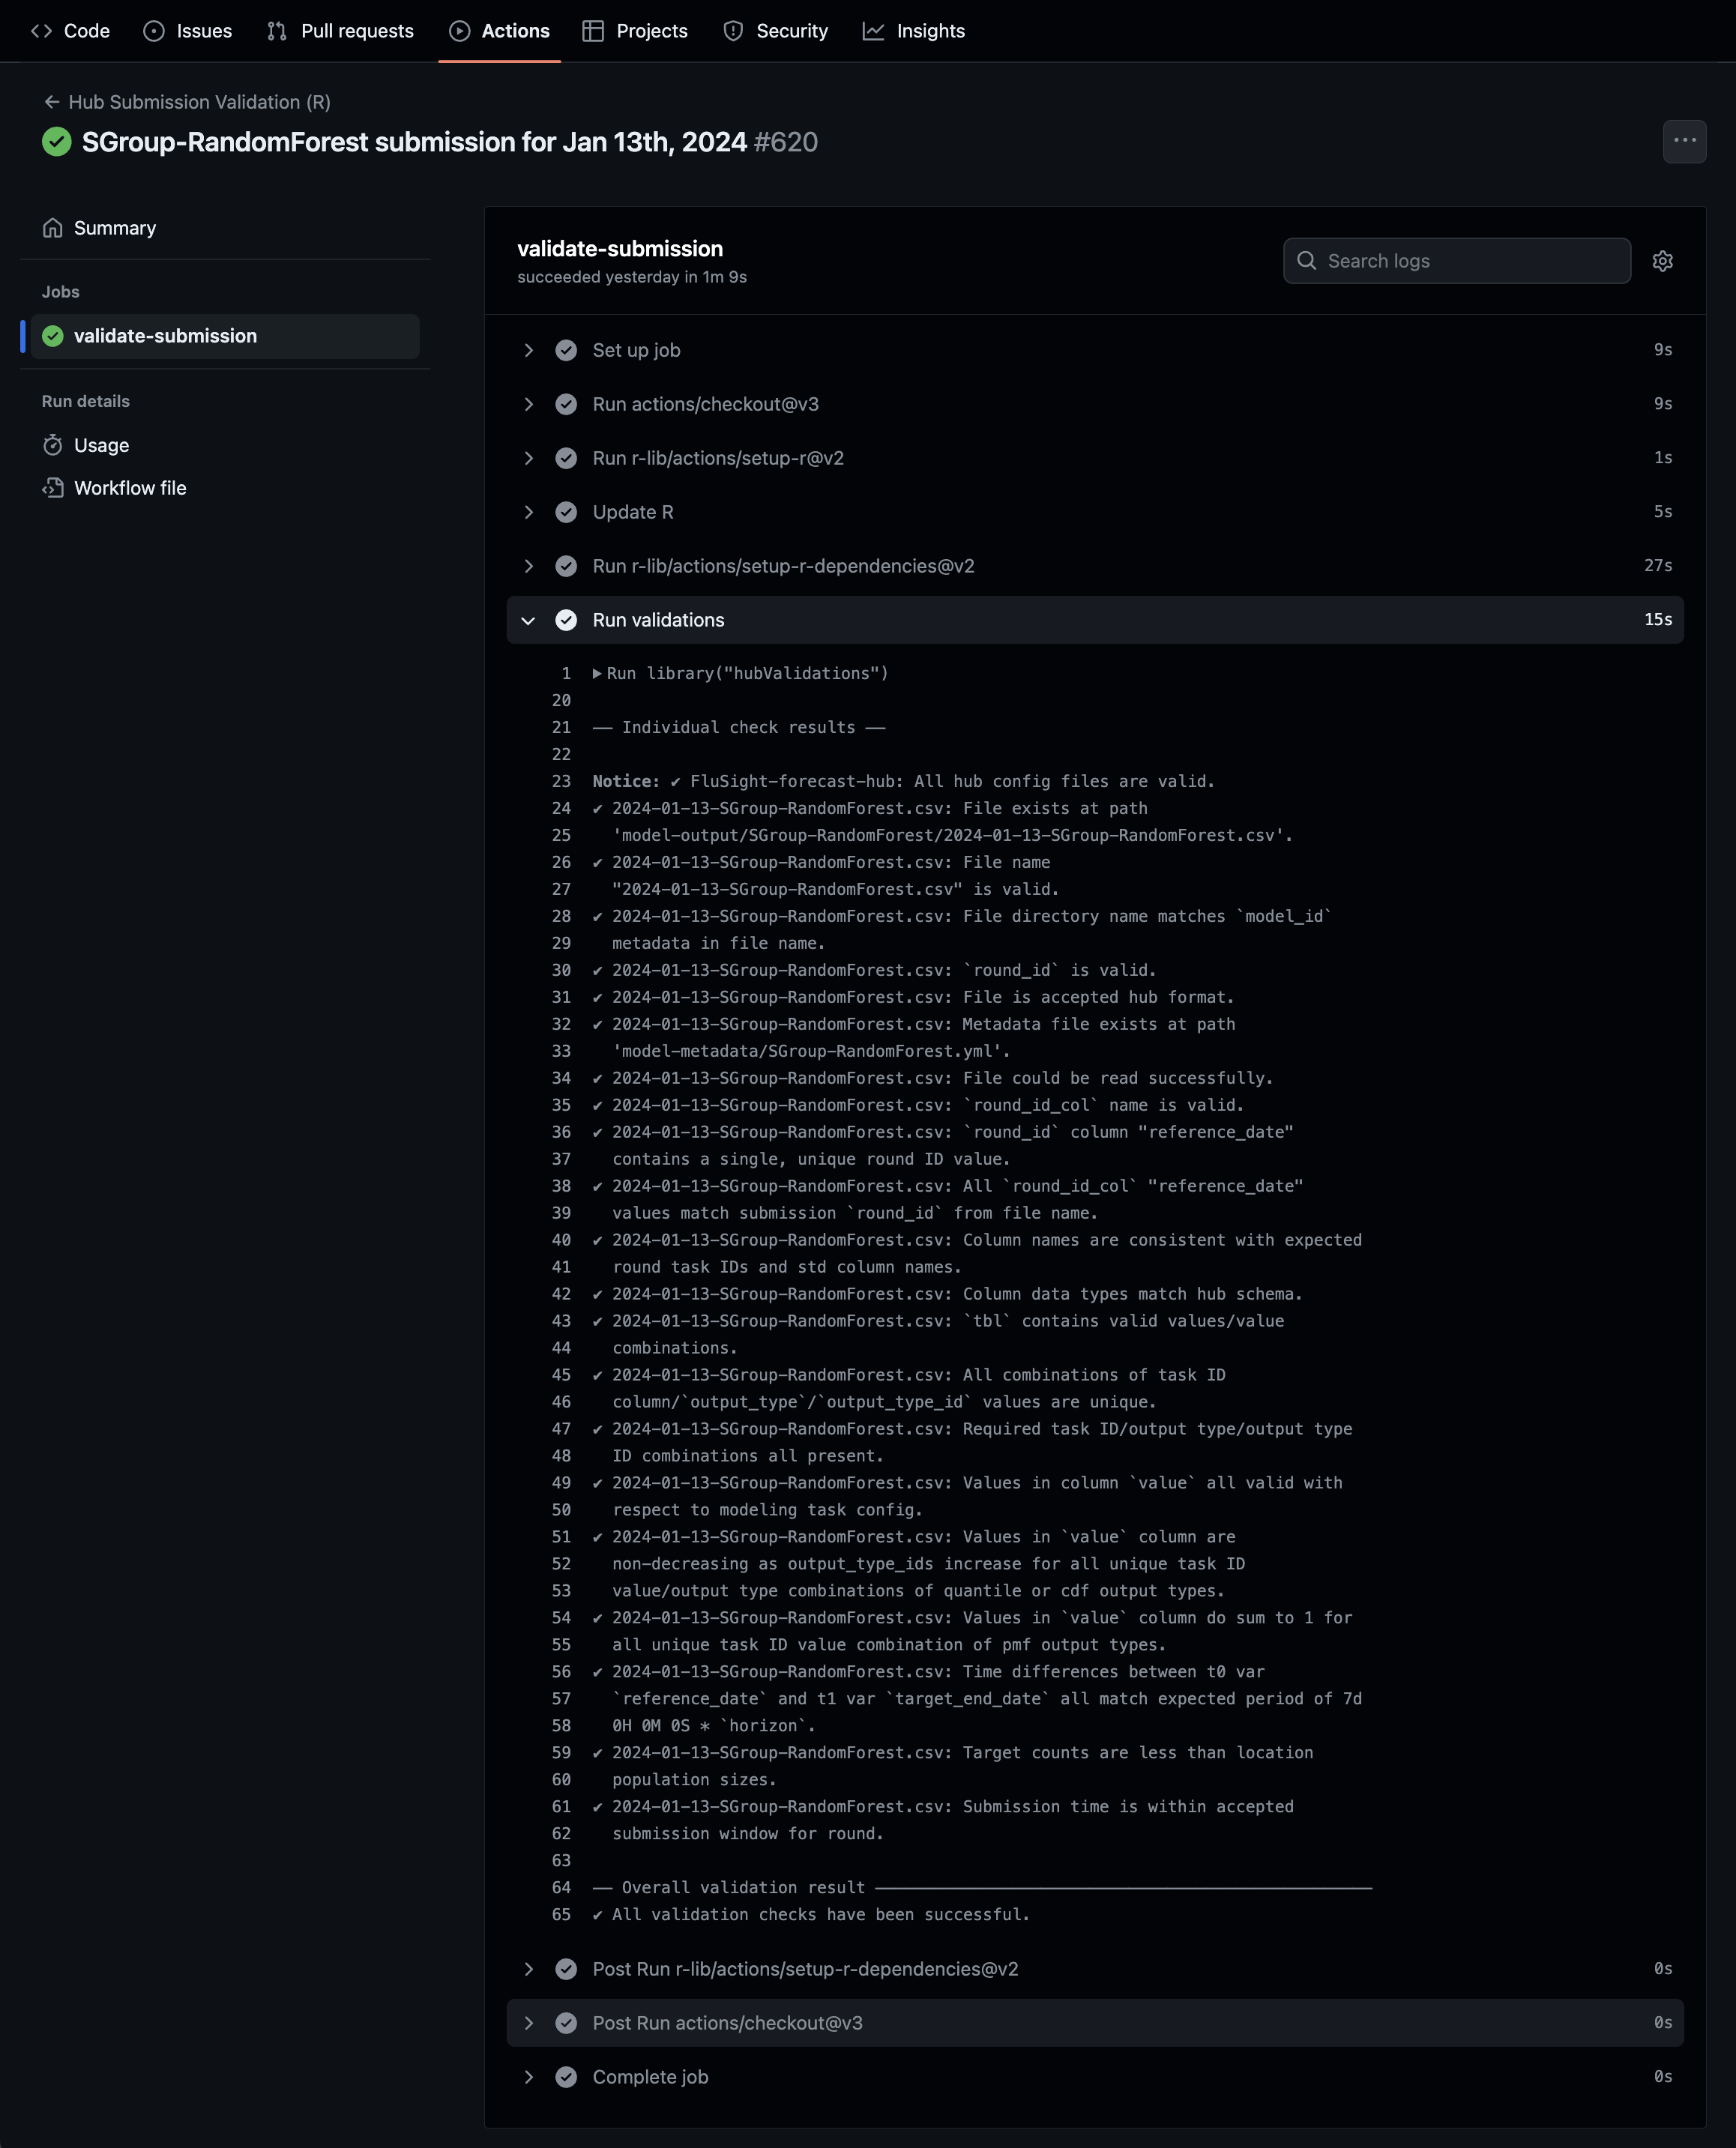 Code Issues Pull requests Actions Projects Security Insights
← Hub Submission Validation (R)
SGroup-RandomForest submission for Jan 13th, 2024 #620
Summary
Jobs
validate-submission
Run details
Usage
Workflow file
validate-submission
succeeded yesterday in 1m 9s
Search logs
Set up job 9s
Run actions/checkout@v3 9s
Run r-lib/actions/setup-r@v2 1s
Update R 5s
Run r-lib/actions/setup-r-dependencies@v2 27s
Run validations 15s
1 ▶Run library("hubValidations")
20
21 ── Individual check results ──
22
23 Notice: ✔ FluSight-forecast-hub: All hub config files are valid.
24 ✔ 2024-01-13-SGroup-RandomForest.csv: File exists at path
25 'model-output/SGroup-RandomForest/2024-01-13-SGroup-RandomForest.csv'.
26 ✔ 2024-01-13-SGroup-RandomForest.csv: File name
27 "2024-01-13-SGroup-RandomForest.csv" is valid.
28 ✔ 2024-01-13-SGroup-RandomForest.csv: File directory name matches `model_id`
29 metadata in file name.
30 ✔ 2024-01-13-SGroup-RandomForest.csv: `round_id` is valid.
31 ✔ 2024-01-13-SGroup-RandomForest.csv: File is accepted hub format.
32 ✔ 2024-01-13-SGroup-RandomForest.csv: Metadata file exists at path
33 'model-metadata/SGroup-RandomForest.yml'.
34 ✔ 2024-01-13-SGroup-RandomForest.csv: File could be read successfully.
35 ✔ 2024-01-13-SGroup-RandomForest.csv: `round_id_col` name is valid.
36 ✔ 2024-01-13-SGroup-RandomForest.csv: `round_id` column "reference_date"
37 contains a single, unique round ID value.
38 ✔ 2024-01-13-SGroup-RandomForest.csv: All `round_id_col` "reference_date"
39 values match submission `round_id` from file name.
40 ✔ 2024-01-13-SGroup-RandomForest.csv: Column names are consistent with expected
41 round task IDs and std column names.
42 ✔ 2024-01-13-SGroup-RandomForest.csv: Column data types match hub schema.
43 ✔ 2024-01-13-SGroup-RandomForest.csv: `tbl` contains valid values/value
44 combinations.
45 ✔ 2024-01-13-SGroup-RandomForest.csv: All combinations of task ID
46 column/`output_type`/`output_type_id` values are unique.
47 ✔ 2024-01-13-SGroup-RandomForest.csv: Required task ID/output type/output type
48 ID combinations all present.
49 ✔ 2024-01-13-SGroup-RandomForest.csv: Values in column `value` all valid with
50 respect to modeling task config.
51 ✔ 2024-01-13-SGroup-RandomForest.csv: Values in `value` column are
52 non-decreasing as output_type_ids increase for all unique task ID
53 value/output type combinations of quantile or cdf output types.
54 ✔ 2024-01-13-SGroup-RandomForest.csv: Values in `value` column do sum to 1 for
55 all unique task ID value combination of pmf output types.
56 ✔ 2024-01-13-SGroup-RandomForest.csv: Time differences between t0 var
57 `reference_date` and t1 var `target_end_date` all match expected period of 7d
58 0H 0M 0S * `horizon`.
59 ✔ 2024-01-13-SGroup-RandomForest.csv: Target counts are less than location
60 population sizes.
61 ✔ 2024-01-13-SGroup-RandomForest.csv: Submission time is within accepted
62 submission window for round.
63
64 ── Overall validation result ──────────────────────────────
65 ✔ All validation checks have been successful.
Post Run r-lib/actions/setup-r-dependencies@v2 0s
Post Run actions/checkout@v3 0s
Complete job 0s